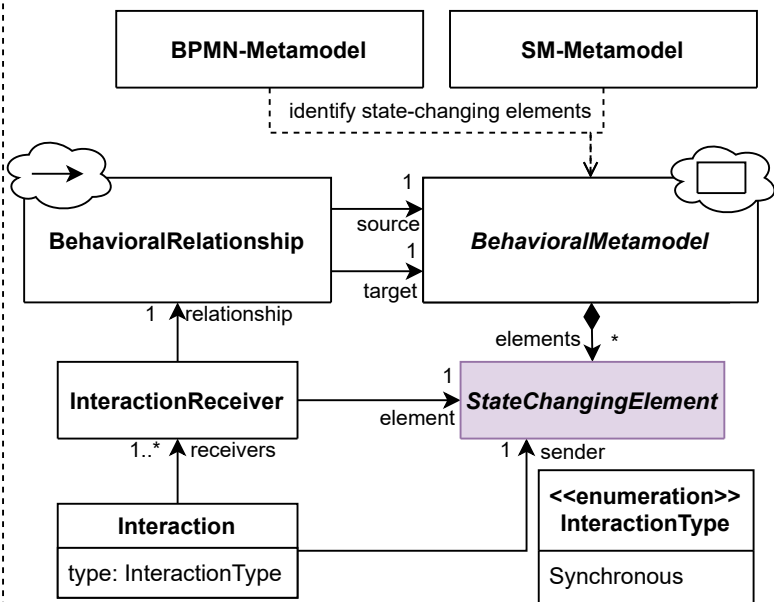 BPMN-Metamodel
SM-Metamodel
identify state-changing elements
1
source
BehavioralRelationship
BehavioralMetamodel
1
target
1
relationship
elements
*
InteractionReceiver
1
element
StateChangingElement
1..*
receivers
1
sender
Interaction
type: InteractionType
<<enumeration>>
InteractionType
Synchronous